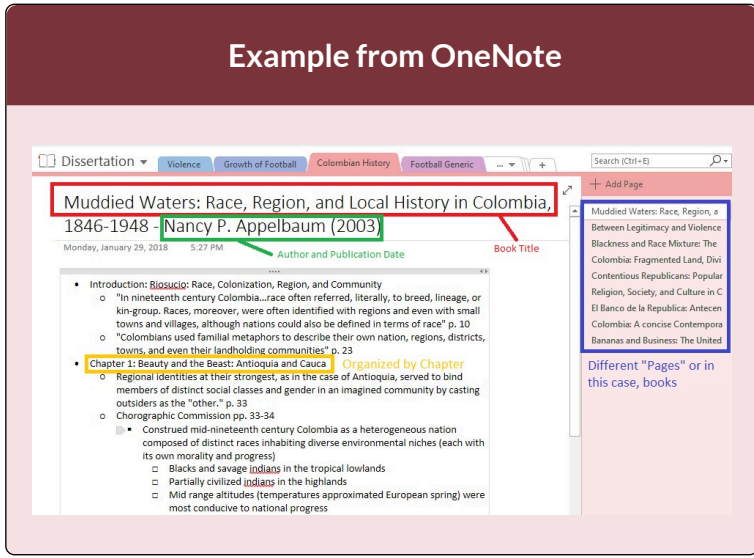 Example from OneNote
Dissertation
Violence
Growth of Football
Colombian History
Football Generic
...
+
Search (Ctrl+E)
Muddied Waters: Race, Region, and Local History in Colombia,
1846-1948 - Nancy P. Appelbaum (2003)
Monday, January 29, 2018 5:27 PM
Author and Publication Date
Book Title
• Introduction: Riosucio: Race, Colonization, Region, and Community
o "In nineteenth century Colombia...race often referred, literally, to breed, lineage, or
kin-group. Races, moreover, were often identified with regions and even with small
towns and villages, although nations could also be defined in terms of race" p. 10
o "Colombians used familial metaphors to describe their own nation, regions, districts,
towns, and even their landholding communities" p. 23
• Chapter 1: Beauty and the Beast: Antioquia and Cauca
Organized by Chapter
o Regional identities at their strongest, as in the case of Antioquia, served to bind
members of distinct social classes and gender in an imagined community by casting
outsiders as the "other." p. 33
o Chorographic Commission pp. 33-34
▪ Construed mid-nineteenth century Colombia as a heterogeneous nation
composed of distinct races inhabiting diverse environmental niches (each with
its own morality and progress)
□ Blacks and savage indians in the tropical lowlands
□ Partially civilized indians in the highlands
□ Mid range altitudes (temperatures approximated European spring) were
most conducive to national progress
+ Add Page
Muddied Waters: Race, Region, a
Between Legitimacy and Violence
Blackness and Race Mixture: The
Colombia: Fragmented Land, Divi
Contentious Republicans: Popular
Religion, Society, and Culture in C
El Banco de la Republica: Antecen
Colombia: A concise Contempora
Bananas and Business: The United
Different "Pages" or in
this case, books